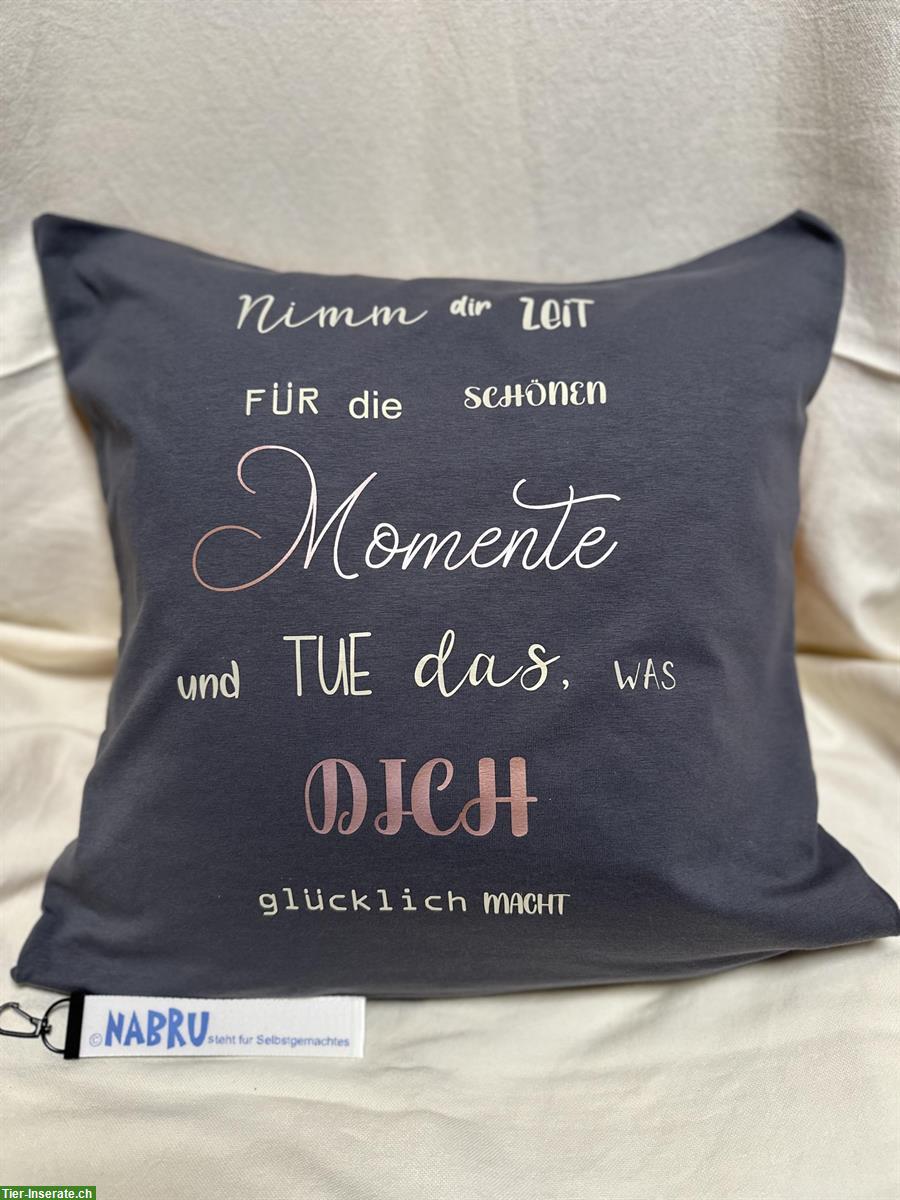 Nimm dir ZEIT
FÜR die SCHÖNEN
Momente
und TUE das, WAS
DICH
glücklich MACHT
© NABRU steht für Selbstgemachtes
Tier-Inserate.ch